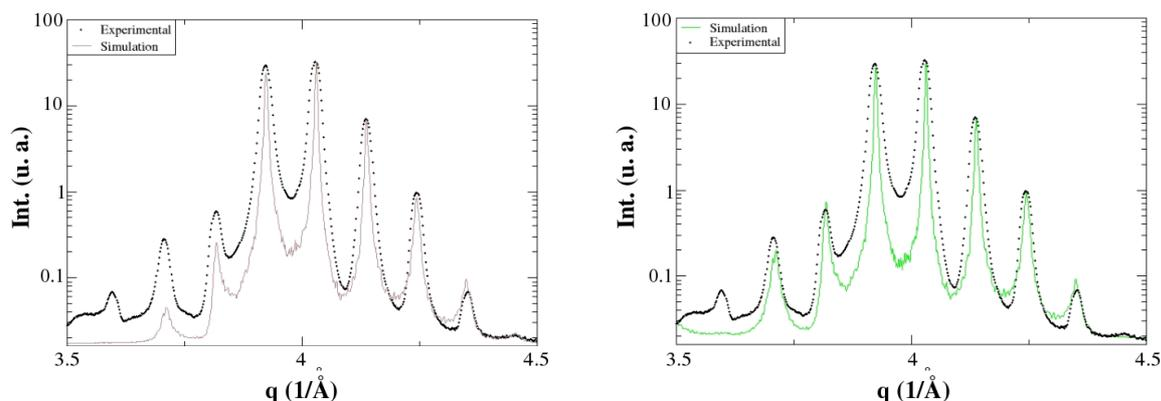 100
Experimental
Simulation
10
1
0.1
Int. (u. a.)
3.5
4
4.5
q (1/Å)
100
Simulation
Experimental
10
1
0.1
Int. (u. a.)
3.5
4
4.5
q (1/Å)